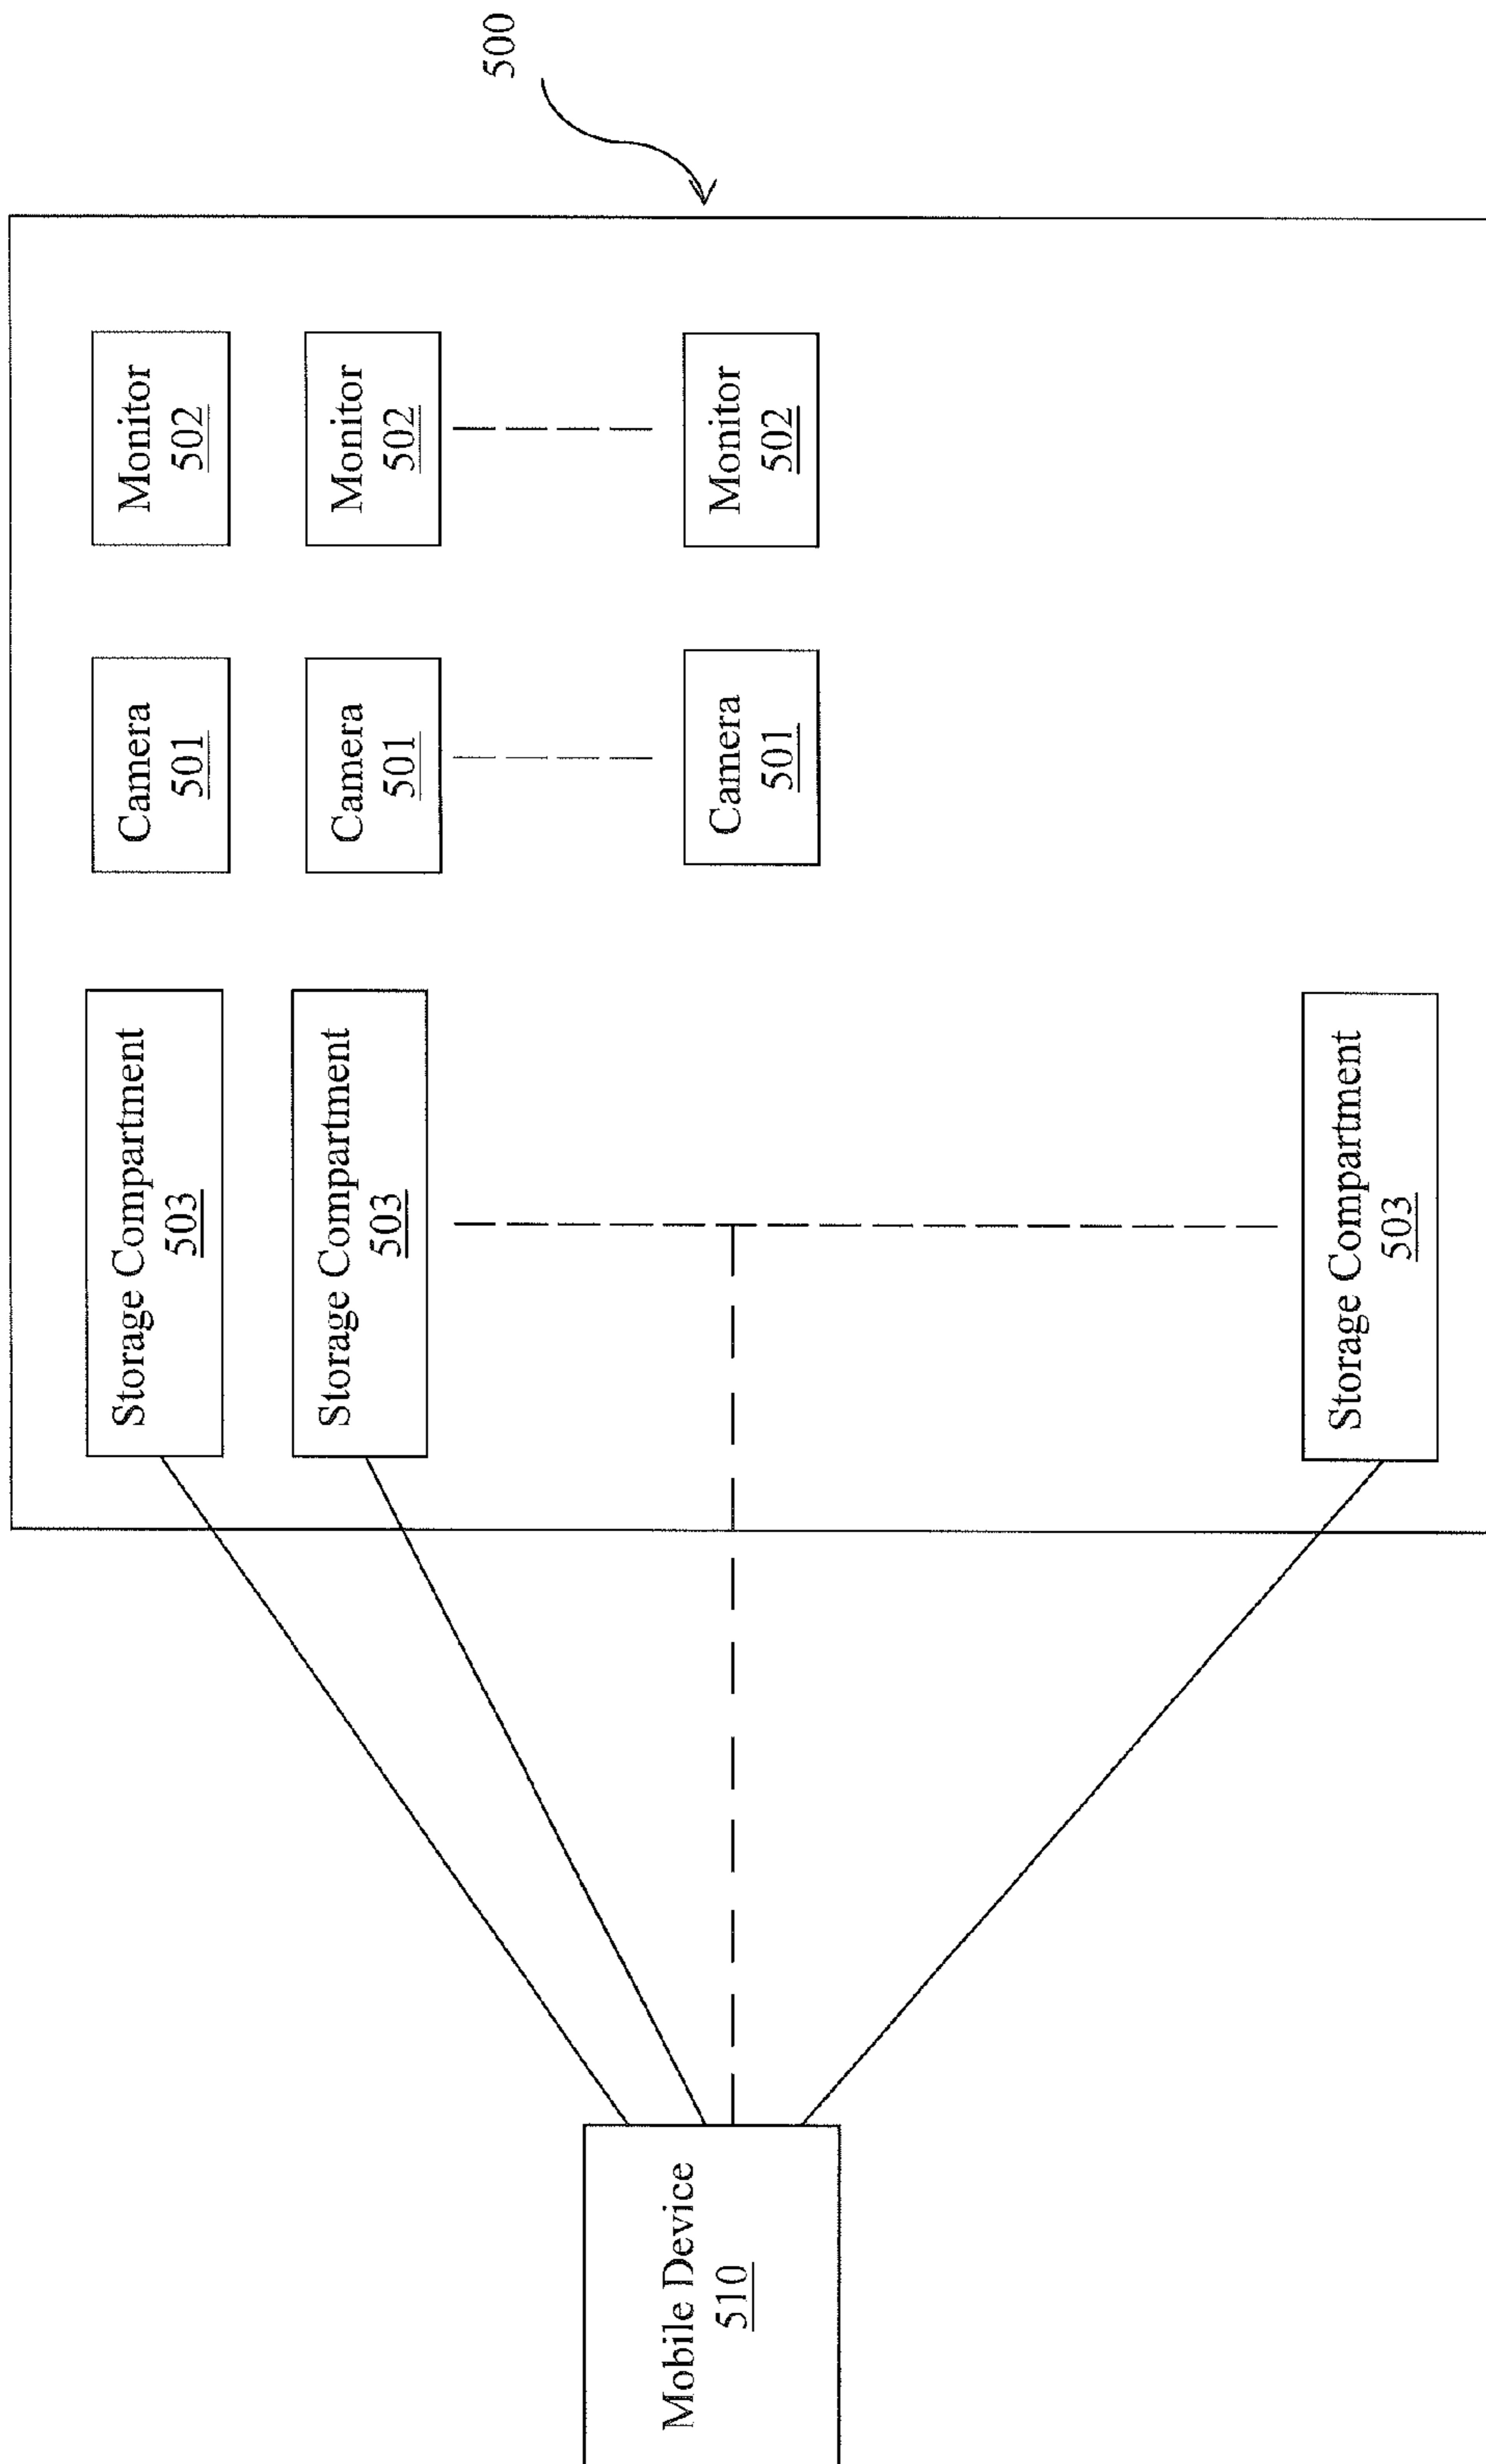 500
Monitor
502
Monitor
502
Monitor
502
Camera
501
Camera
501
Camera
501
Storage Compartment
503
Storage Compartment
503
Storage Compartment
503
Mobile Device
510